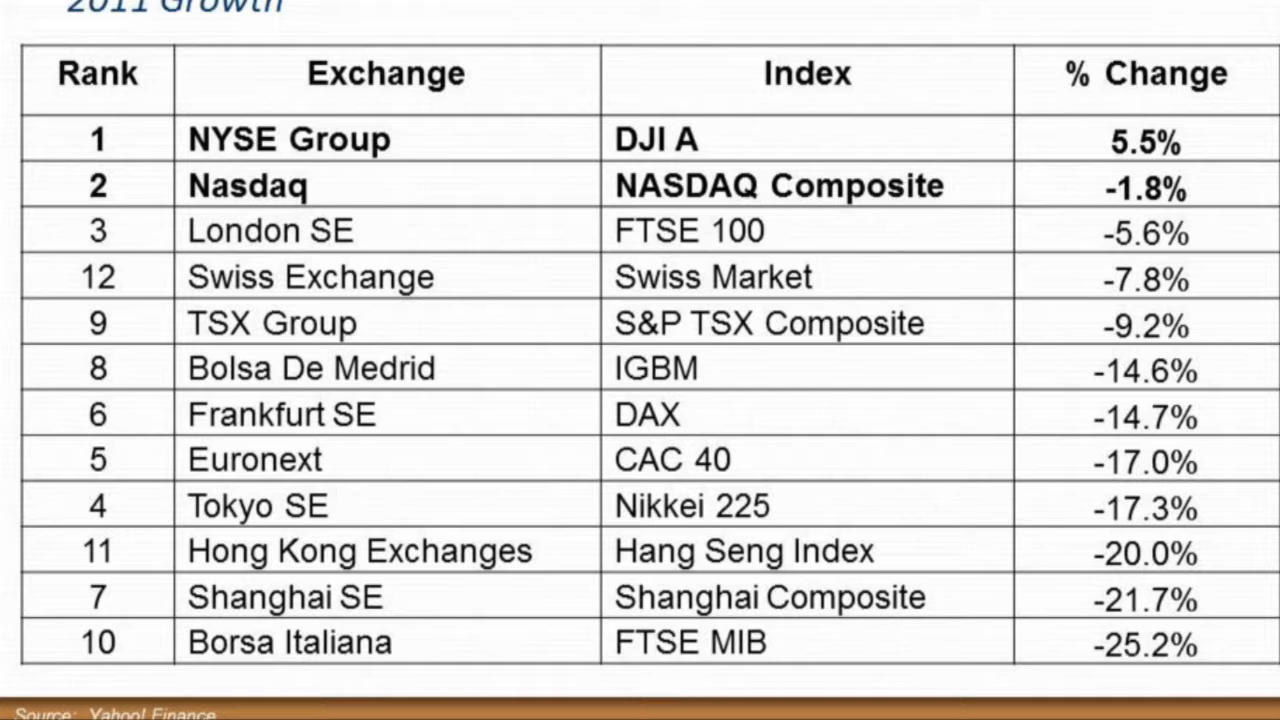 2011 Growth
Rank Exchange Index % Change
1 NYSE Group DJI A 5.5%
2 Nasdaq NASDAQ Composite -1.8%
3 London SE FTSE 100 -5.6%
12 Swiss Exchange Swiss Market -7.8%
9 TSX Group S&P TSX Composite -9.2%
8 Bolsa De Medrid IGBM -14.6%
6 Frankfurt SE DAX -14.7%
5 Euronext CAC 40 -17.0%
4 Tokyo SE Nikkei 225 -17.3%
11 Hong Kong Exchanges Hang Seng Index -20.0%
7 Shanghai SE Shanghai Composite -21.7%
10 Borsa Italiana FTSE MIB -25.2%
Source: Yahoo! Finance